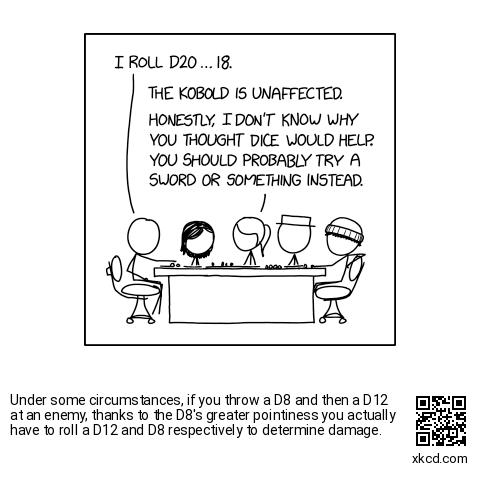 I ROLL D20 ... 18.
THE KOBOLD IS UNAFFECTED.
HONESTLY, I DON'T KNOW WHY
YOU THOUGHT DICE WOULD HELP.
YOU SHOULD PROBABLY TRY A
SWORD OR SOMETHING INSTEAD.
Under some circumstances, if you throw a D8 and then a D12
at an enemy, thanks to the D8's greater pointiness you actually
have to roll a D12 and D8 respectively to determine damage.
xkcd.com